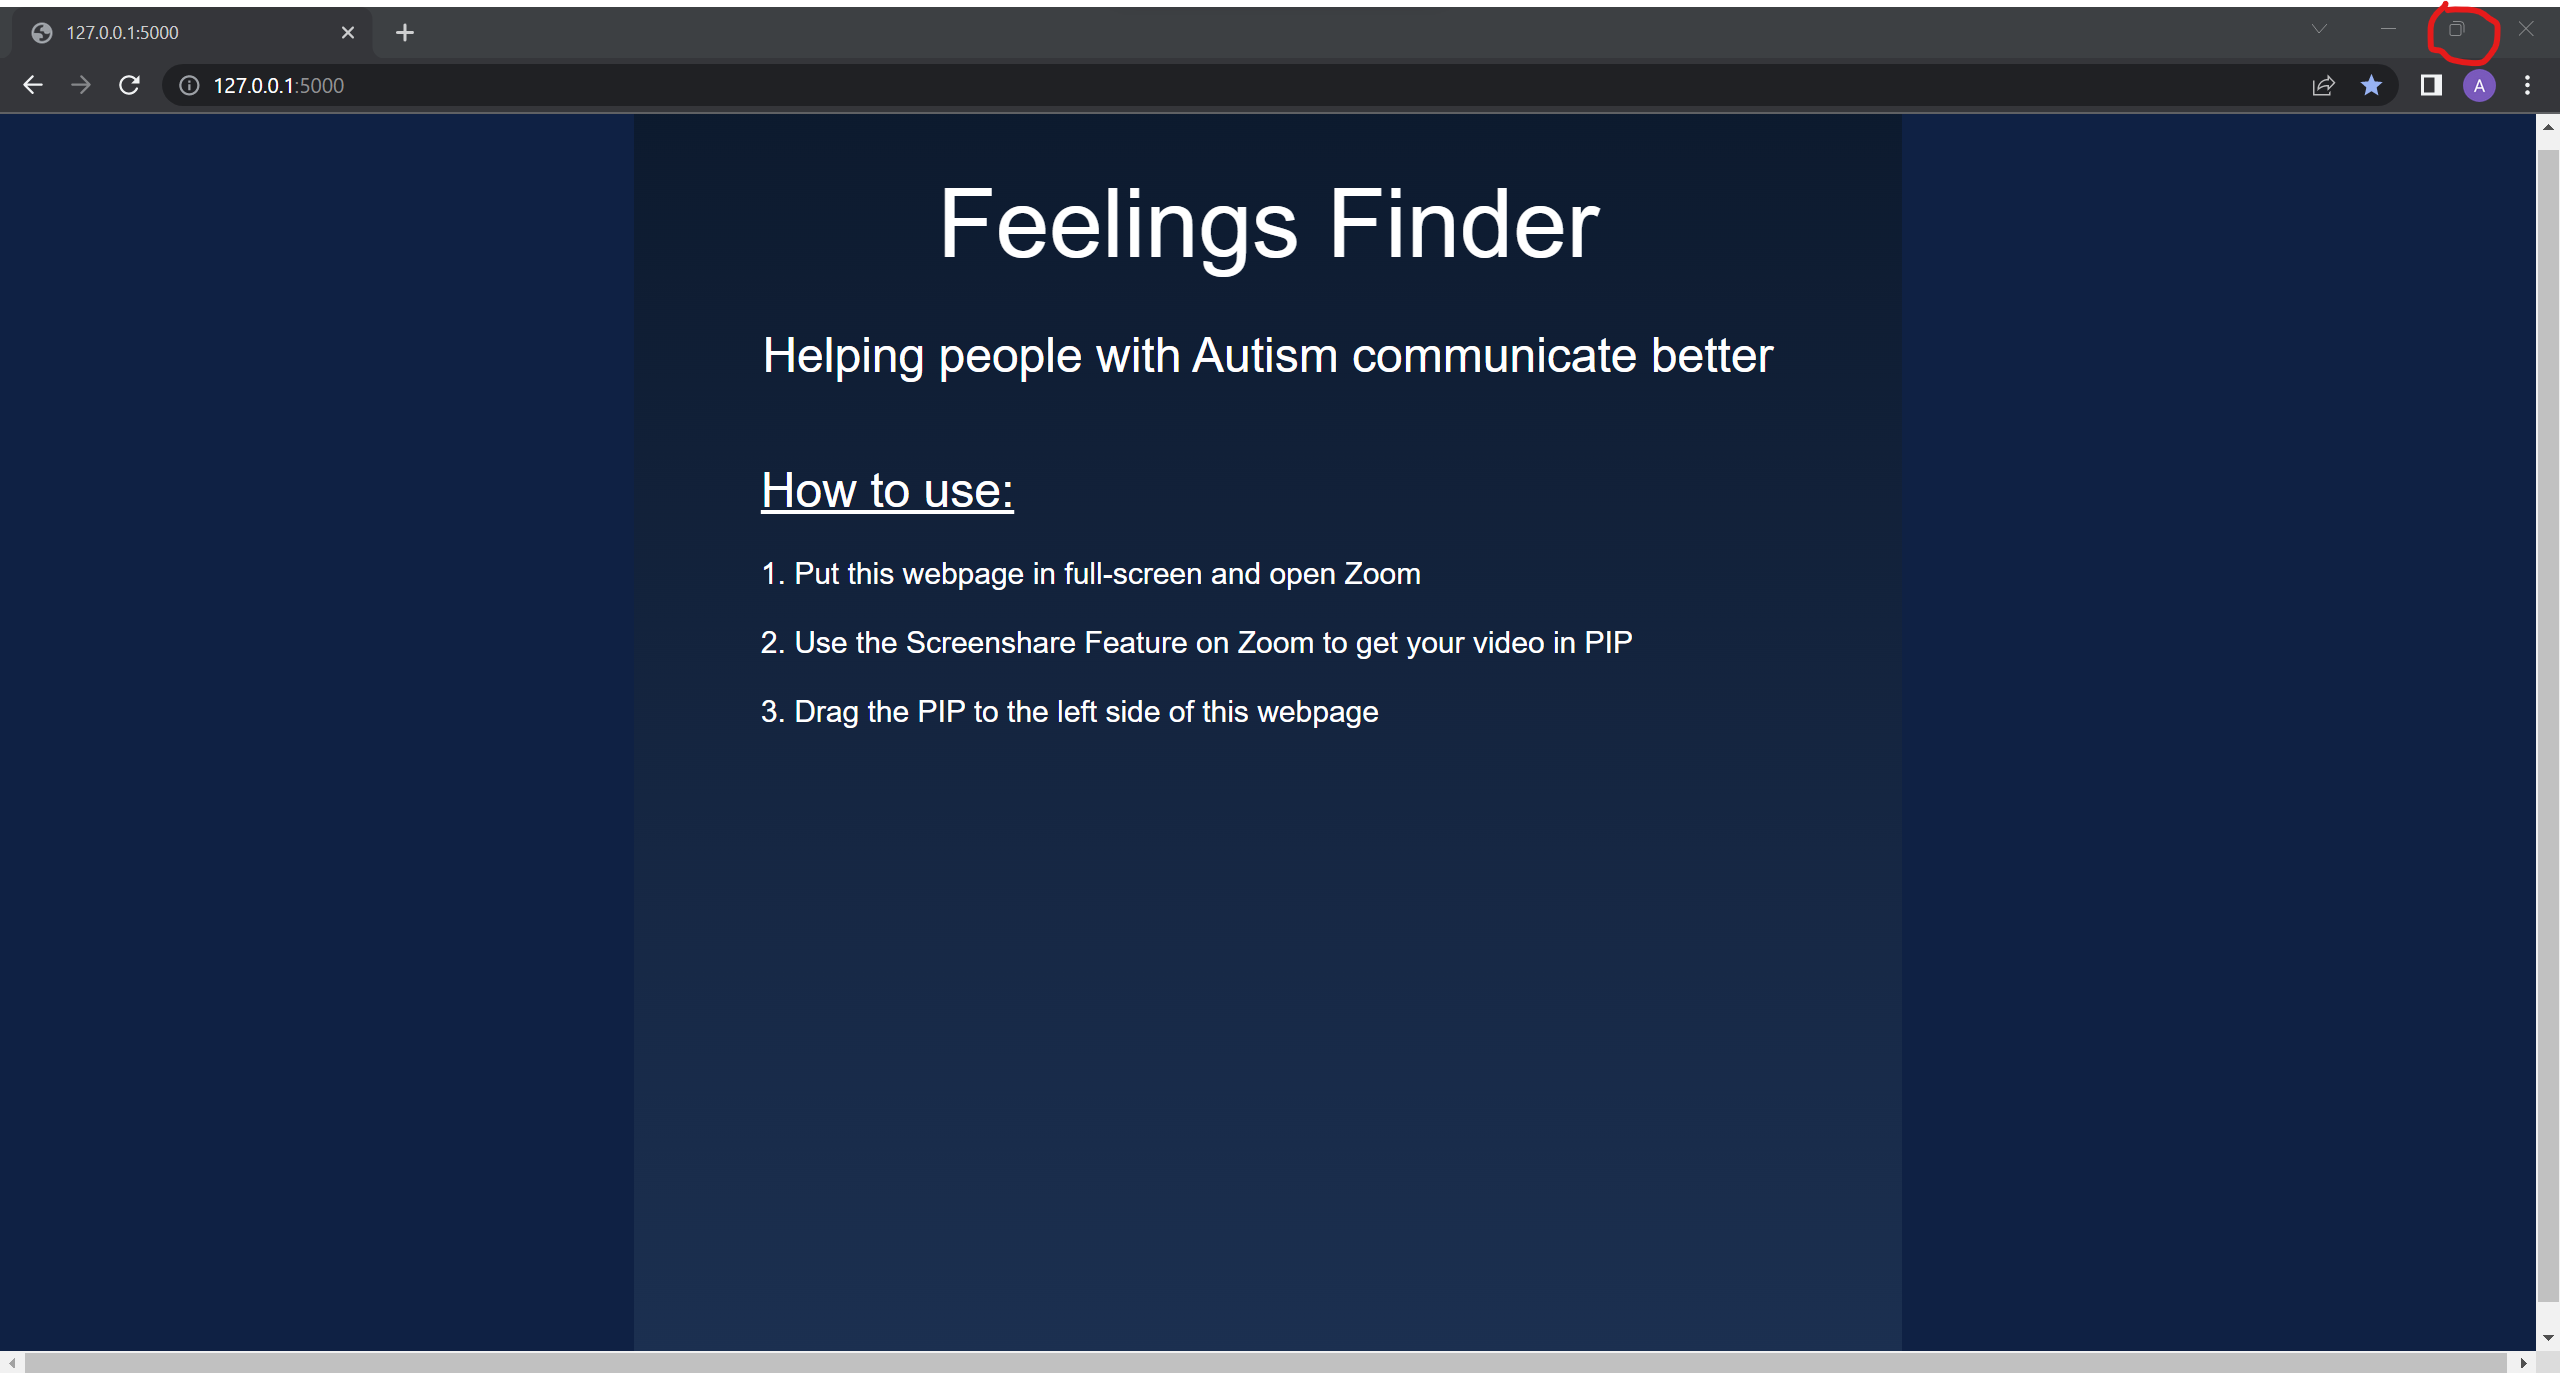 127.0.0.1:5000
127.0.0.1:5000
A
Feelings Finder
Helping people with Autism communicate better
How to use:
1. Put this webpage in full-screen and open Zoom
2. Use the Screenshare Feature on Zoom to get your video in PIP
3. Drag the PIP to the left side of this webpage